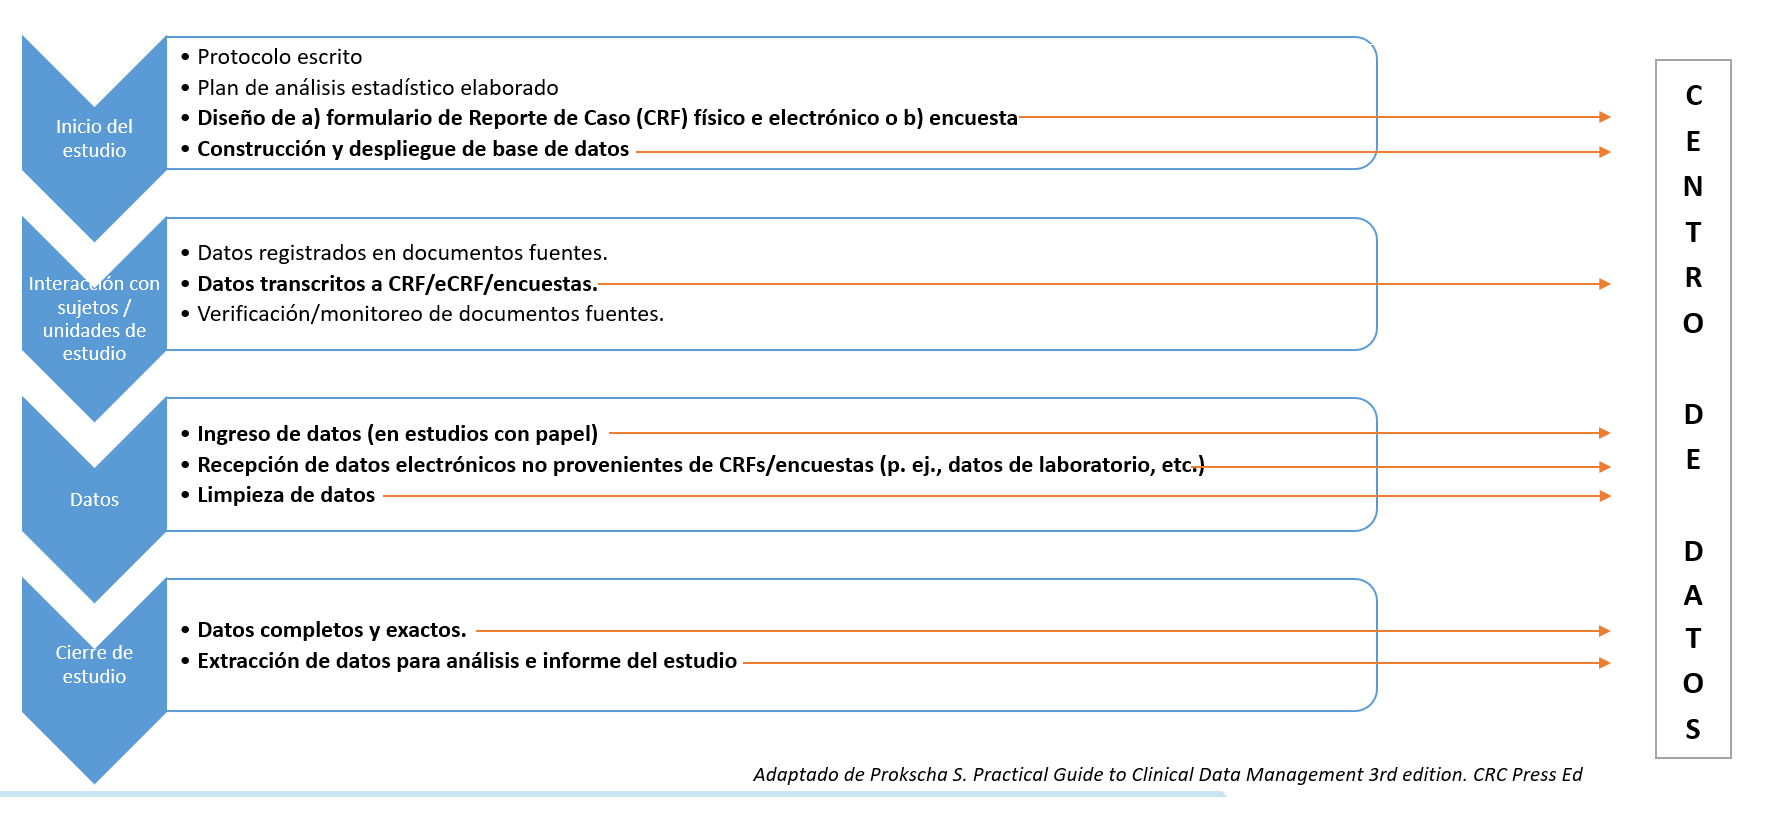 Inicio del
estudio
• Protocolo escrito
• Plan de análisis estadístico elaborado
• Diseño de a) formulario de Reporte de Caso (CRF) físico e electrónico o b) encuesta
• Construcción y despliegue de base de datos
Interacción con
sujetos /
unidades de
estudio
• Datos registrados en documentos fuentes.
• Datos transcritos a CRF/eCRF/encuestas.
• Verificación/monitoreo de documentos fuentes.
Datos
• Ingreso de datos (en estudios con papel)
• Recepción de datos electrónicos no provenientes de CRFs/encuestas (p. ej., datos de laboratorio, etc.)
• Limpieza de datos
Cierre de
estudio
• Datos completos y exactos.
• Extracción de datos para análisis e informe del estudio
C
E
N
T
R
O
D
E
D
A
T
O
S
Adaptado de Prokscha S. Practical Guide to Clinical Data Management 3rd edition. CRC Press Ed